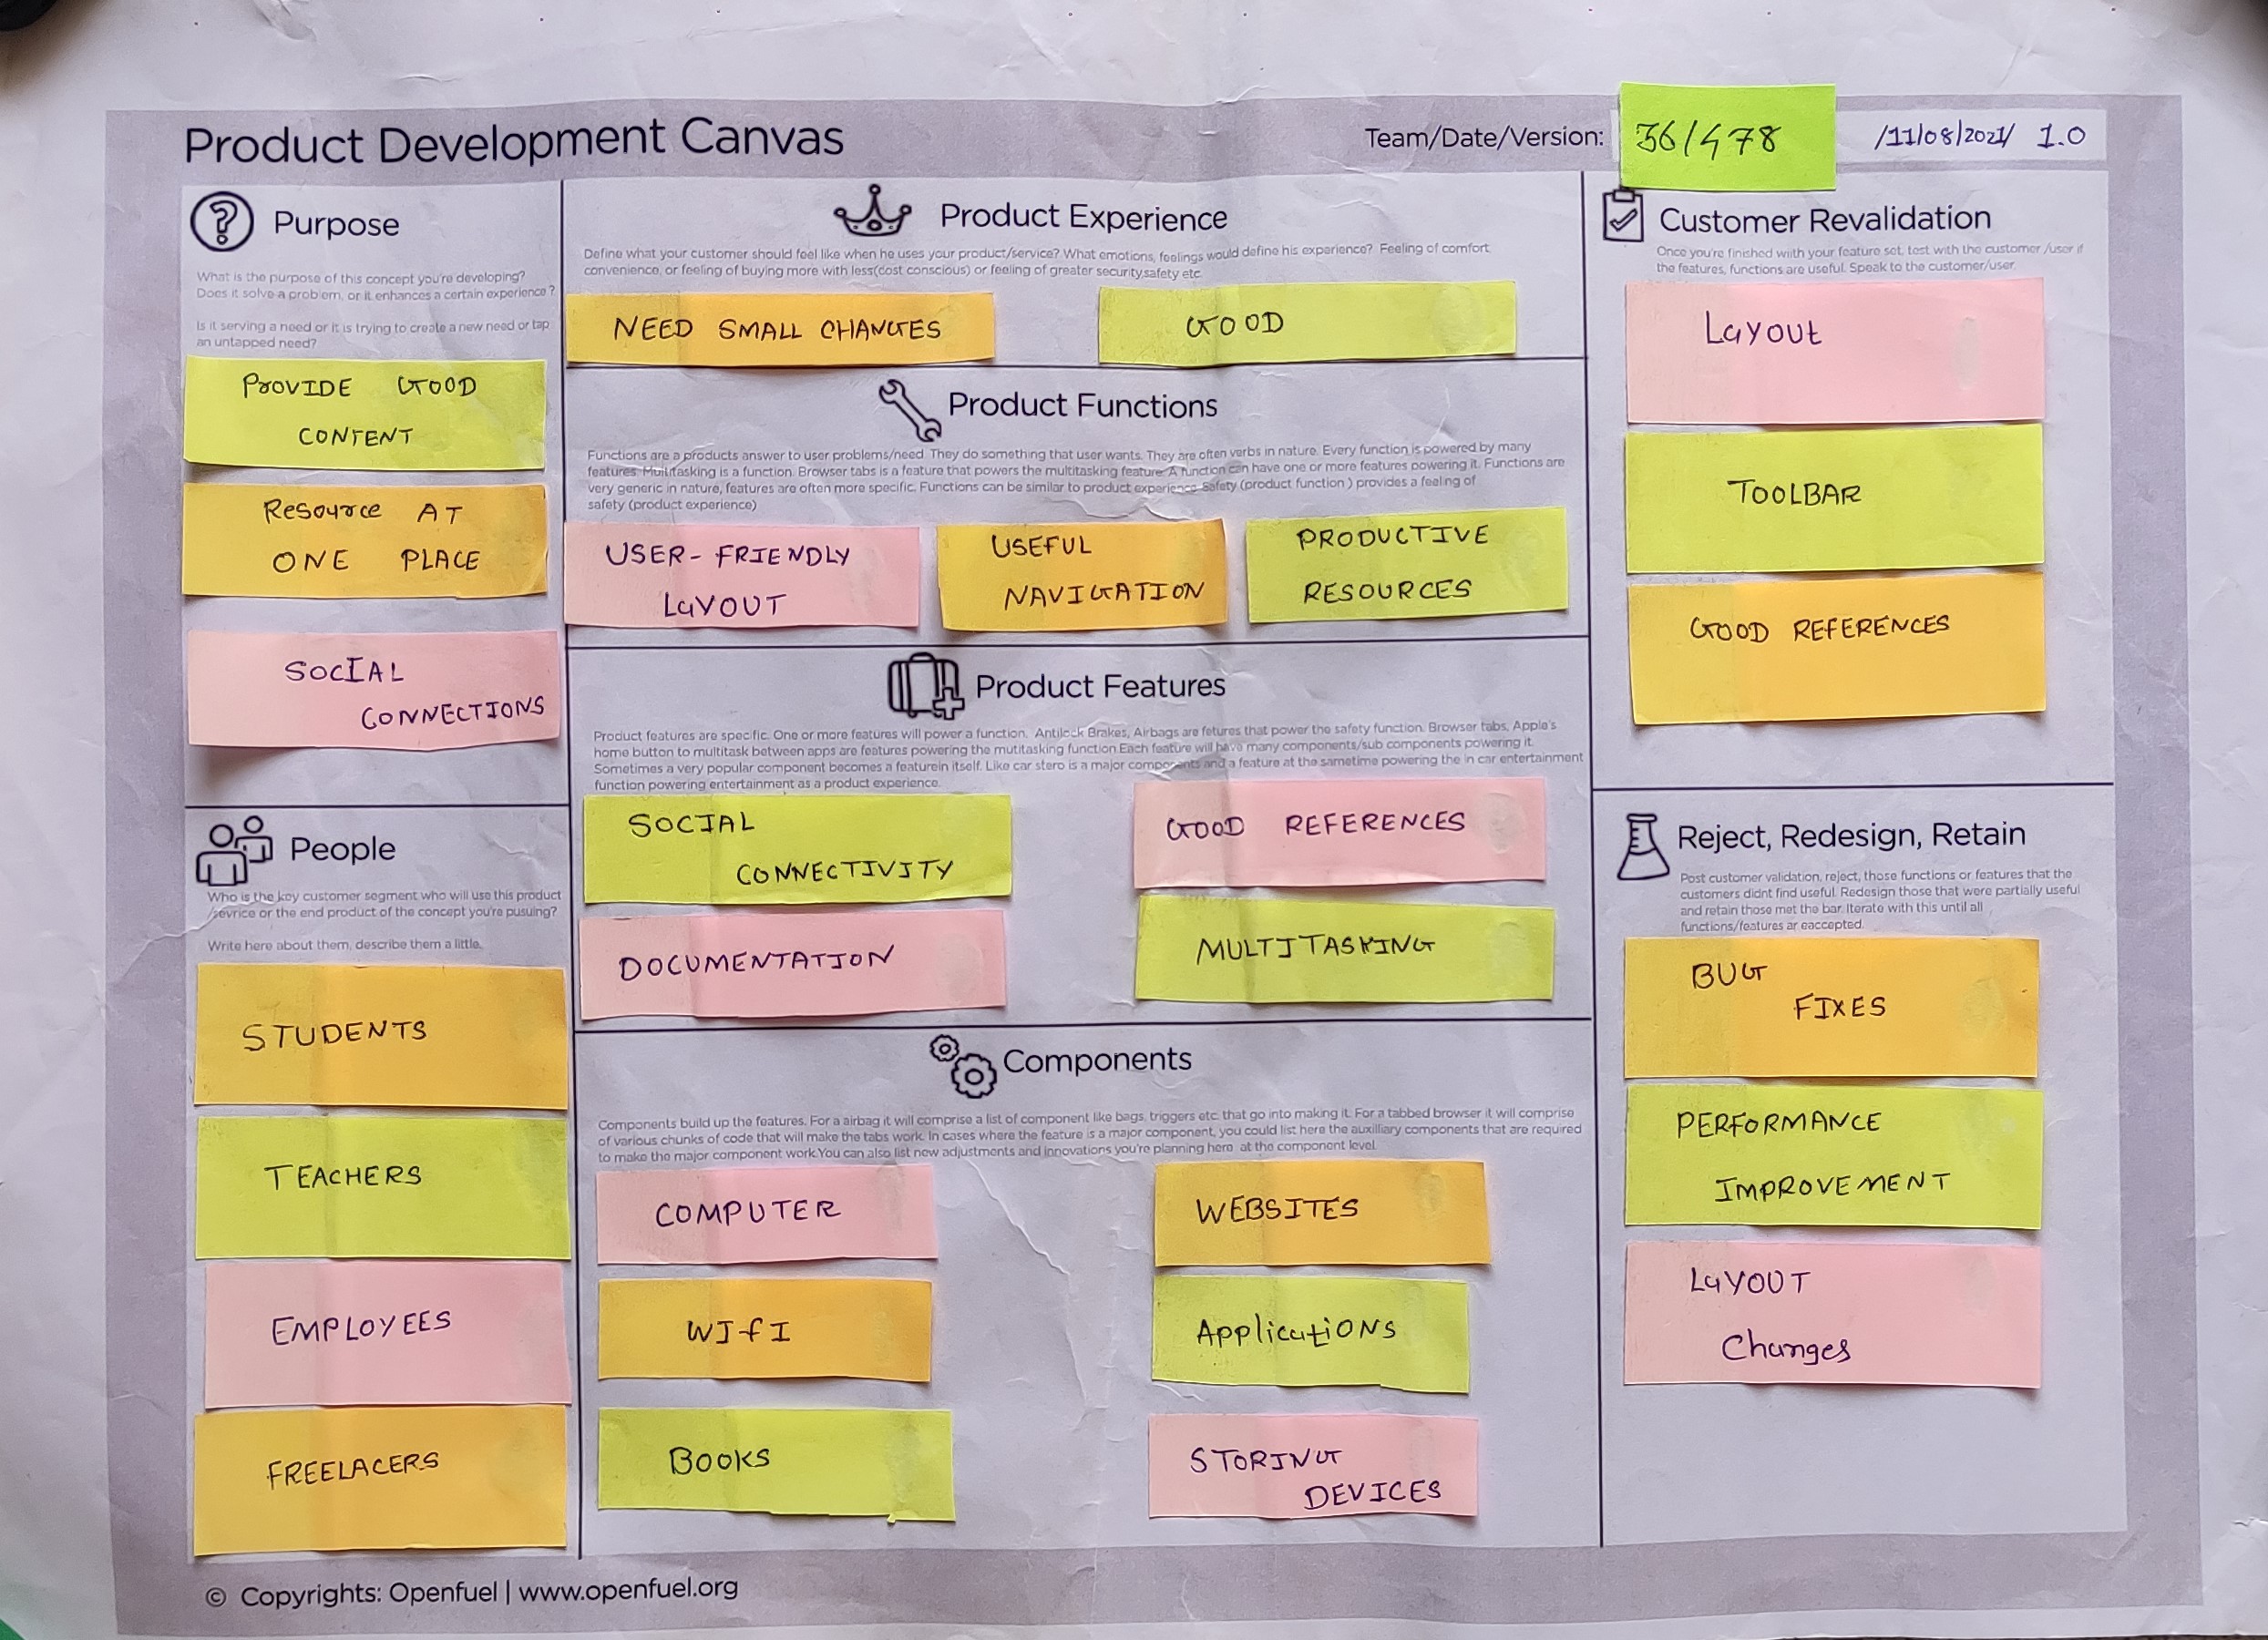 Product Development Canvas
Team/Date/Version:
36/478
/11/08/2021/ 1.0
Purpose
What is the purpose of this concept you're developing?
Does it solve a problem, or it enhances a certain experience?
Is it serving a need or it is trying to create a new need or tap
an untapped need?
PROVIDE GOOD
CONTENT
Resource AT
ONE PLACE
SOCIAL
CONNECTIONS
People
Who is the key customer segment who will use this product
/sevrice or the end product of the concept you're pusuing?
Write here about them, describe them a little.
STUDENTS
TEACHERS
EMPLOYEES
FREELACERS
Product Experience
Define what your customer should feel like when he uses your product/service? What emotions, feelings would define his experience? Feeling of comfort,
convenience, or feeling of buying more with less(cost conscious) or feeling of greater security,safety etc.
NEED SMALL CHANGES
GOOD
Product Functions
Functions are a products answer to user problems/need. They do something that user wants. They are often verbs in nature. Every function is powered by many
features. Multitasking is a function. Browser tabs is a feature that powers the multitasking feature. A function can have one or more features powering it. Functions are
very generic in nature, features are often more specific. Functions can be similar to product experience. Safety (product function ) provides a feeling of
safety (product experience)
USER-FRIENDLY
LAYOUT
USEFUL
NAVIGATION
PRODUCTIVE
RESOURCES
Product Features
Product features are specific. One or more features will power a function. Antilock Brakes, Airbags are fetures that power the safety function. Browser tabs, Apple's
home button to multitask between apps are features powering the mutitasking function.Each feature will have many components/sub components powering it.
Sometimes a very popular component becomes a featurein itself. Like car stero is a major components and a feature at the sametime powering the in car entertainment
function powering entertainment as a product experience.
SOCIAL
CONNECTIVITY
GOOD REFERENCES
DOCUMENTATION
MULTITASKING
Components
Components build up the features. For a airbag it will comprise a list of component like bags, triggers etc. that go into making it. For a tabbed browser it will comprise
of various chunks of code that will make the tabs work. In cases where the feature is a major component, you could list here the auxilliary components that are required
to make the major component work.You can also list new adjustments and innovations you're planning here at the component level.
COMPUTER
WEBSITES
WIfI
Applications
BOOKS
STORING
DEVICES
Customer Revalidation
Once you're finished wiith your feature set, test with the customer /user if
the features, functions are useful. Speak to the customer/user.
Layout
TOOLBAR
GOOD REFERENCES
Reject, Redesign, Retain
Post customer validation, reject, those functions or features that the
customers didnt find useful. Redesign those that were partially useful
and retain those met the bar. Iterate with this until all
functions/features ar eaccepted.
BUG
FIXES
PERFORMANCE
IMPROVEMENT
LAYOUT
Changes
© Copyrights: Openfuel | www.openfuel.org